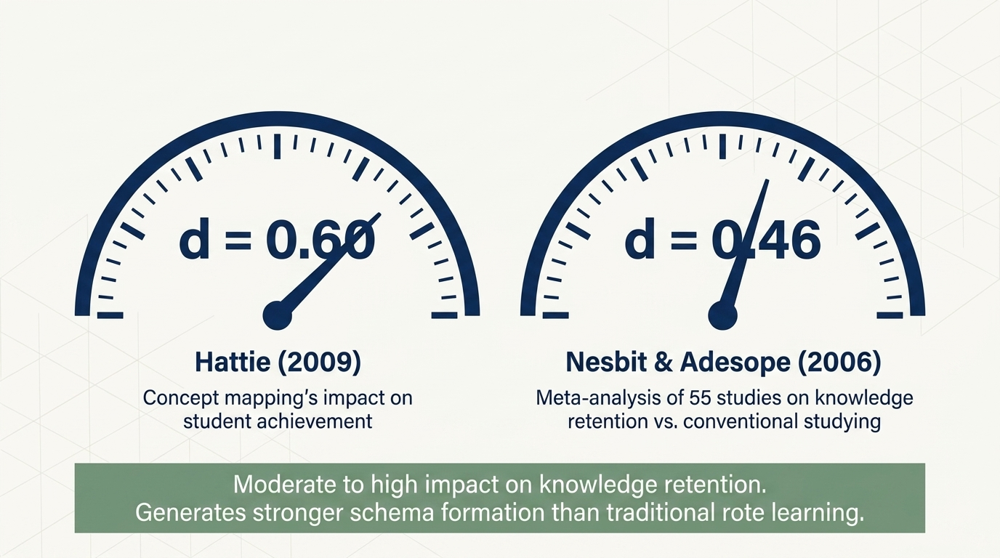 d = 0.60
d = 0.46
Hattie (2009)
Concept mapping’s impact on
student achievement
Nesbit & Adesope (2006)
Meta-analysis of 55 studies on knowledge
retention vs. conventional studying
Moderate to high impact on knowledge retention.
Generates stronger schema formation than traditional rote learning.